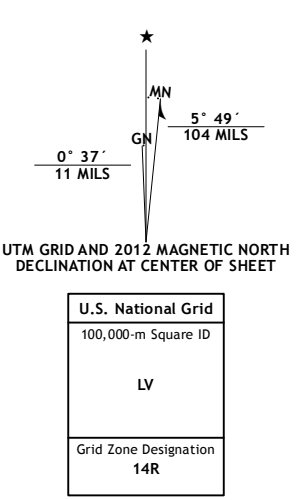 ★
MN
5° 49´
104 MILS
GN
0° 37´
11 MILS
UTM GRID AND 2012 MAGNETIC NORTH
DECLINATION AT CENTER OF SHEET
U.S. National Grid
100,000-m Square ID
LV
Grid Zone Designation
14R